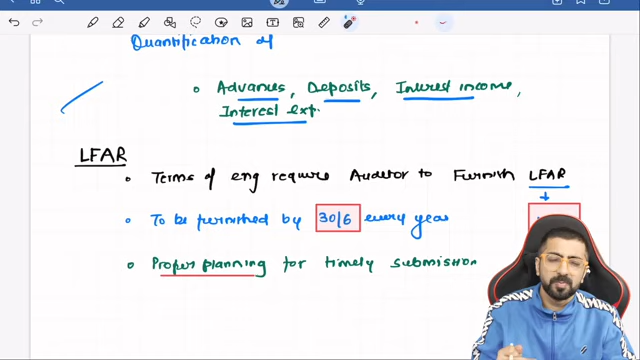 Quantification of
• Advances, Deposits, Interest income,
Interest exp.
LFAR
• Terms of eng require Auditor to Furnish LFAR
• To be furnished by 30/6 every year
• Proper planning for timely submission